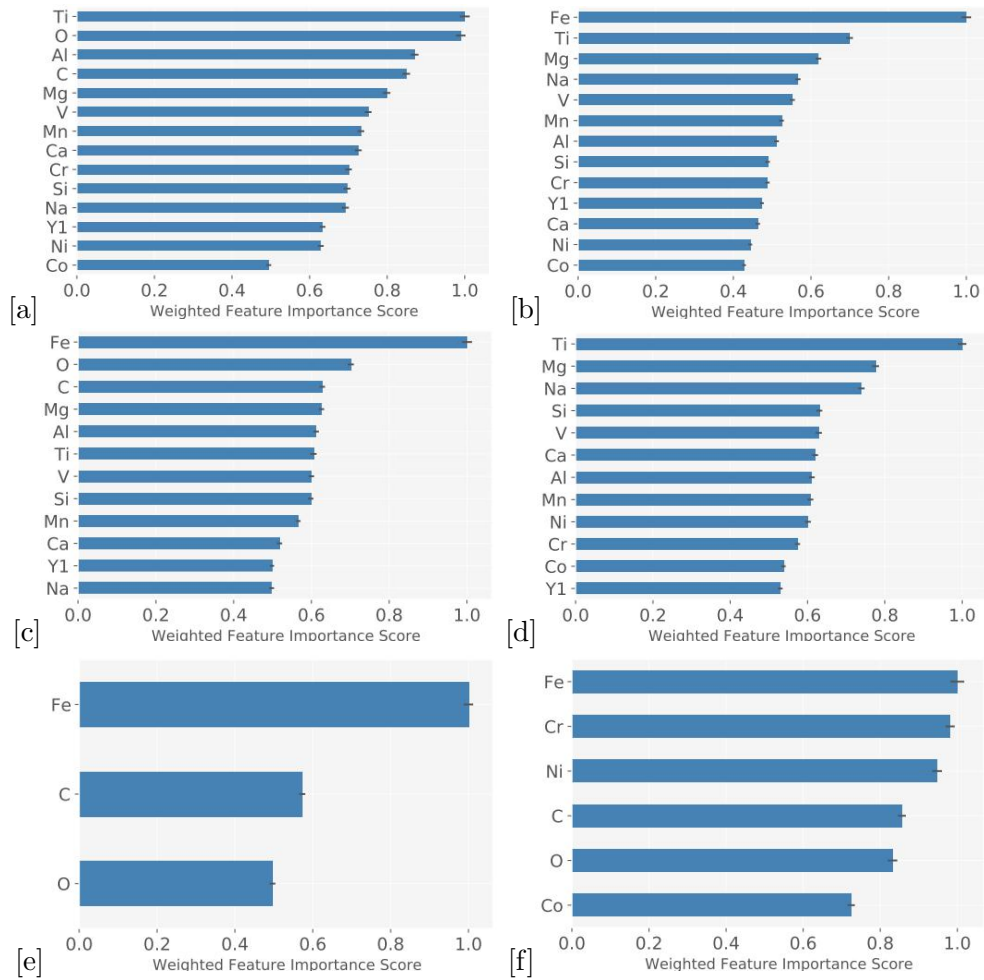 Ti
O
Al
C
Mg
V
Mn
Ca
Cr
Si
Na
Y1
Ni
Co
0.0 0.2 0.4 0.6 0.8 1.0
Weighted Feature Importance Score
[a]
Fe
Ti
Mg
Na
V
Mn
Al
Si
Cr
Y1
Ca
Ni
Co
0.0 0.2 0.4 0.6 0.8 1.0
Weighted Feature Importance Score
[b]
Fe
O
C
Mg
Al
Ti
V
Si
Mn
Ca
Y1
Na
0.0 0.2 0.4 0.6 0.8 1.0
Weighted Feature Importance Score
[c]
Ti
Mg
Na
Si
V
Ca
Al
Mn
Ni
Cr
Co
Y1
0.0 0.2 0.4 0.6 0.8 1.0
Weighted Feature Importance Score
[d]
Fe
C
O
0.0 0.2 0.4 0.6 0.8 1.0
Weighted Feature Importance Score
[e]
Fe
Cr
Ni
C
O
Co
0.0 0.2 0.4 0.6 0.8 1.0
Weighted Feature Importance Score
[f]